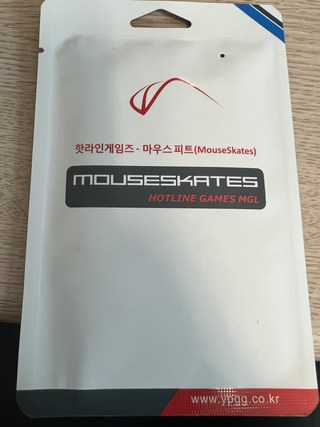 핫라인게임즈 - 마우스 피트(MouseSkates)
MOUSESKATES
HOTLINE GAMES MGL
www.ypgg.co.kr